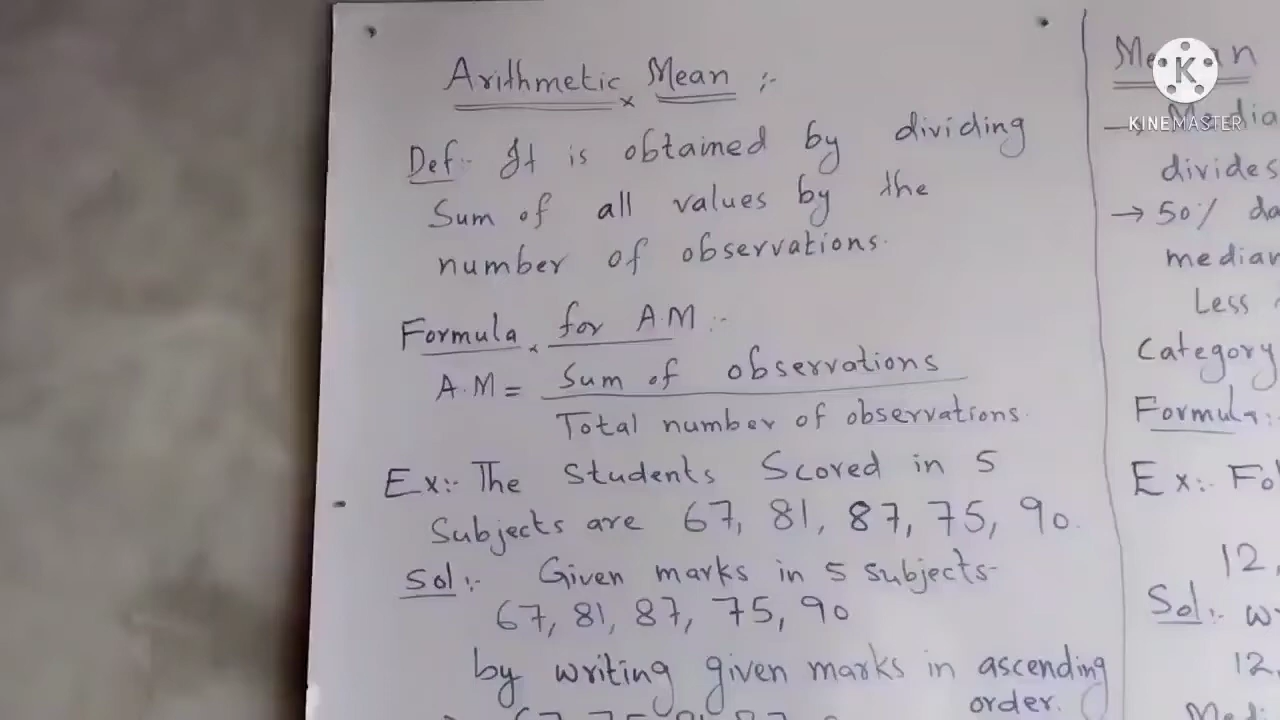 Arithmetic Mean :-
Def:- It is obtained by dividing
Sum of all values by the
number of observations.
Formula for A.M :-
A.M = Sum of observations
Total number of observations.
Ex:- The Students Scored in 5
Subjects are 67, 81, 87, 75, 90.
Sol:- Given marks in 5 subjects-
67, 81, 87, 75, 90
by writing given marks in ascending
order.
KINEMASTER
divides
→ 50%
Less
Category
Formula:
Ex:-
12,
Sol:-
12,